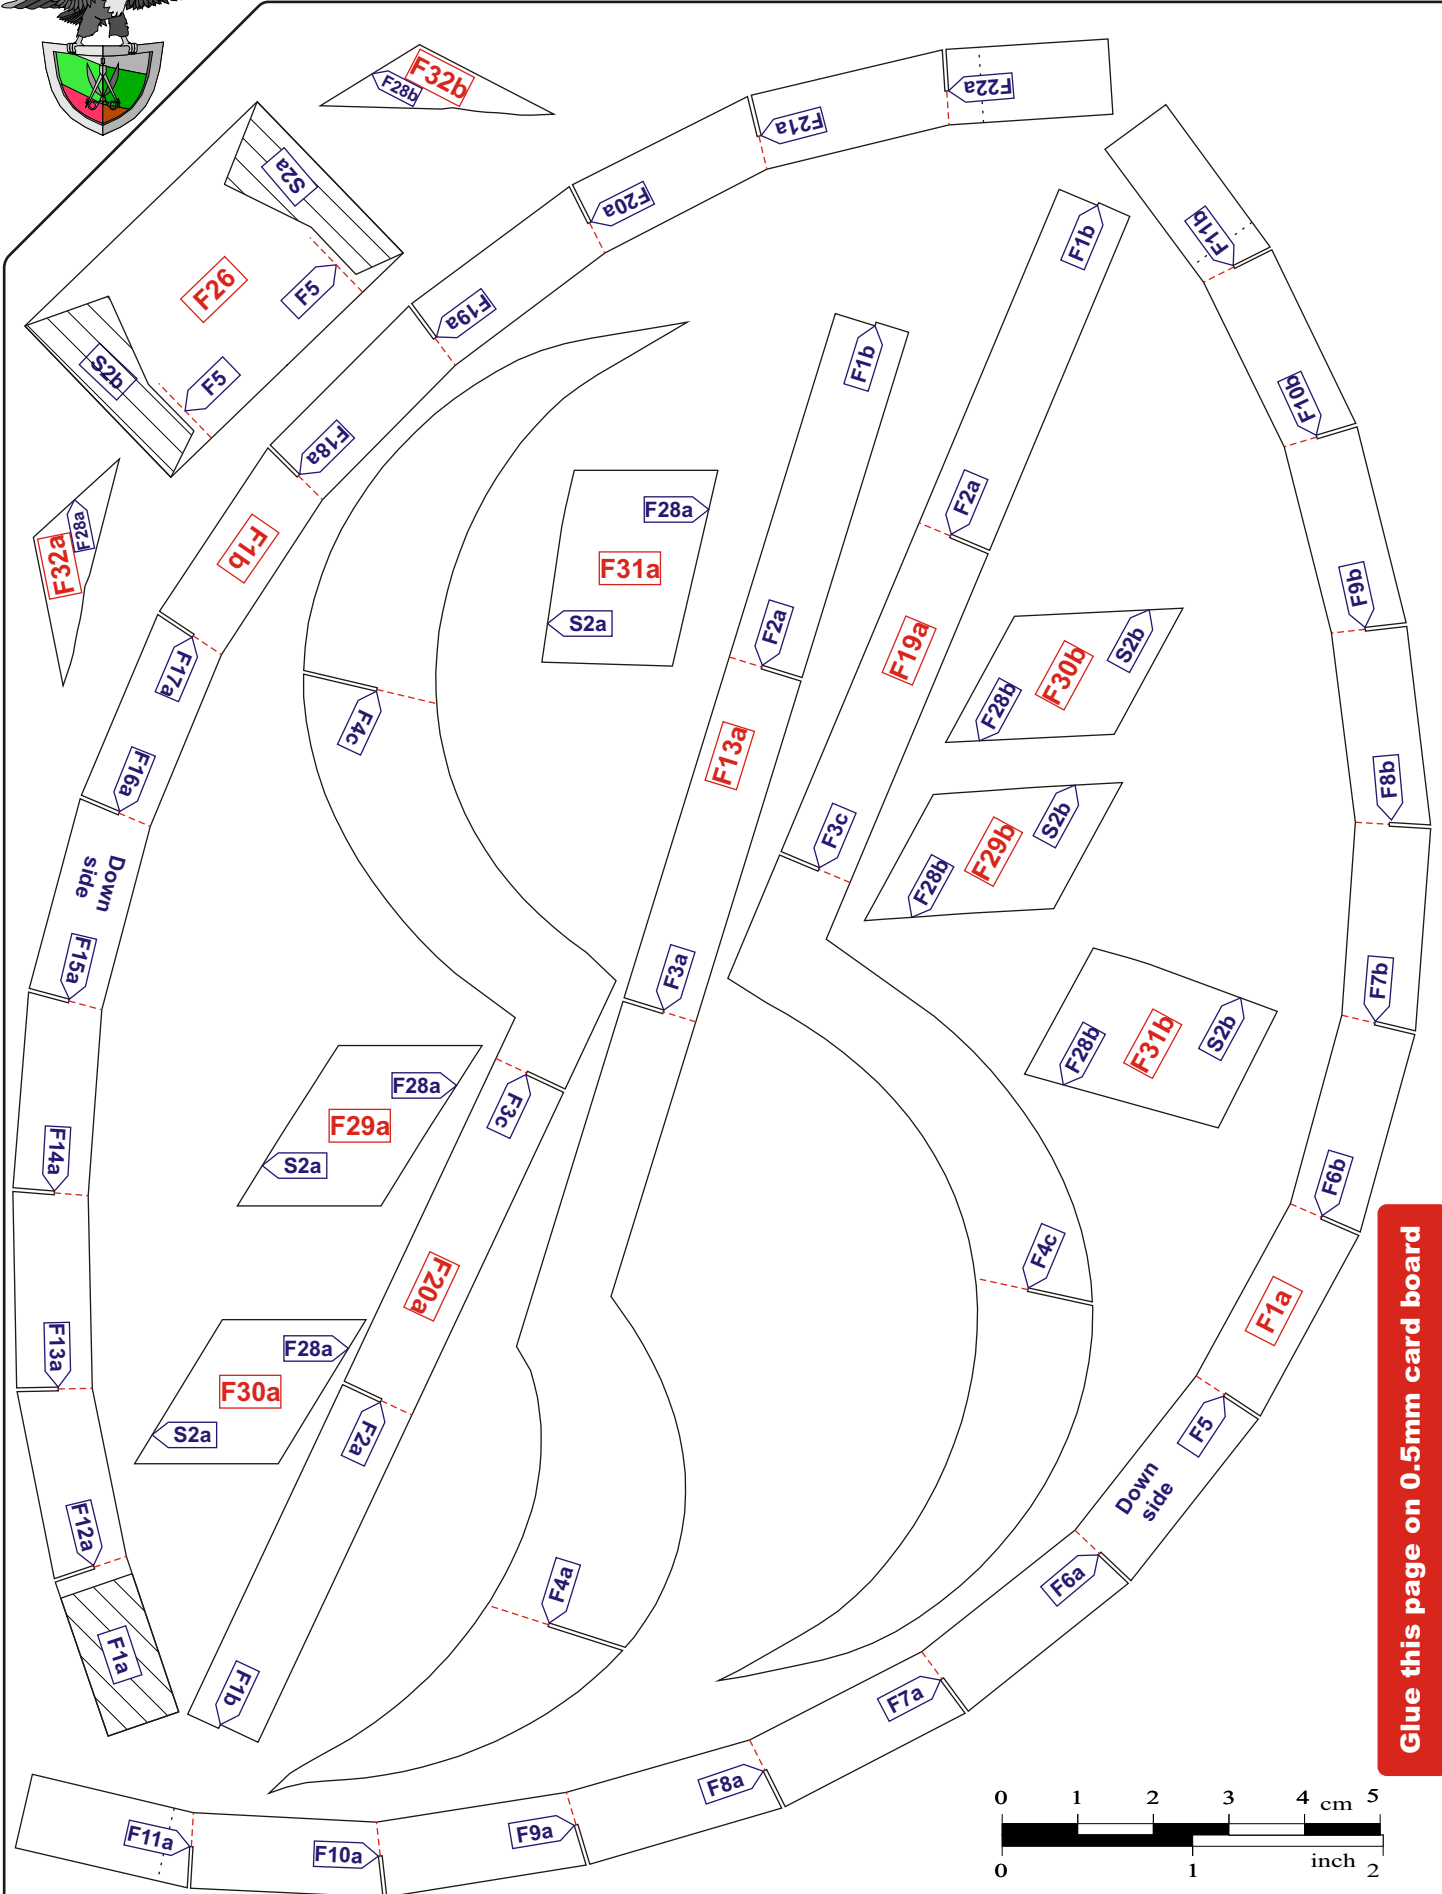 F32b
F28b
F22a
F21a
S2a
F20a
F11b
F1b
F26
F5
F19a
F1b
S2b
F5
F10b
F18a
F2a
F28a
F32a
F28a
F1b
F31a
F9b
S2a
F2a
F19a
S2b
F30b
F28b
F17a
F4c
F13a
F16a
F8b
F3c
S2b
F29b
F28b
Down
side
F15a
F3a
F7b
S2b
F31b
F28b
F28a
F3c
F29a
F14a
S2a
F6b
F4c
F20a
F1a
F13a
F28a
F30a
F2a
S2a
F5
Down
side
F12a
F6a
F4a
F1a
F1b
F7a
F8a
F11a
F10a
F9a
Glue this page on 0.5mm card board
0 1 2 3 4 cm 5
0 1 inch 2